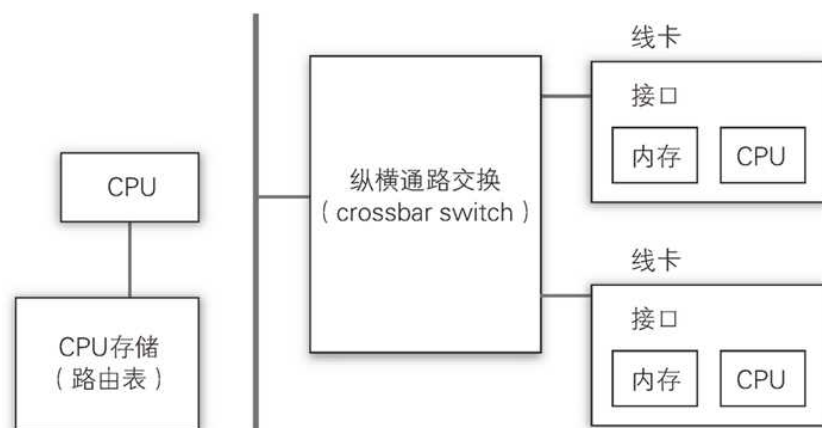 线卡
接口
内存
CPU
CPU
纵横通路交换
（crossbar switch）
线卡
接口
内存
CPU
CPU存储
（路由表）